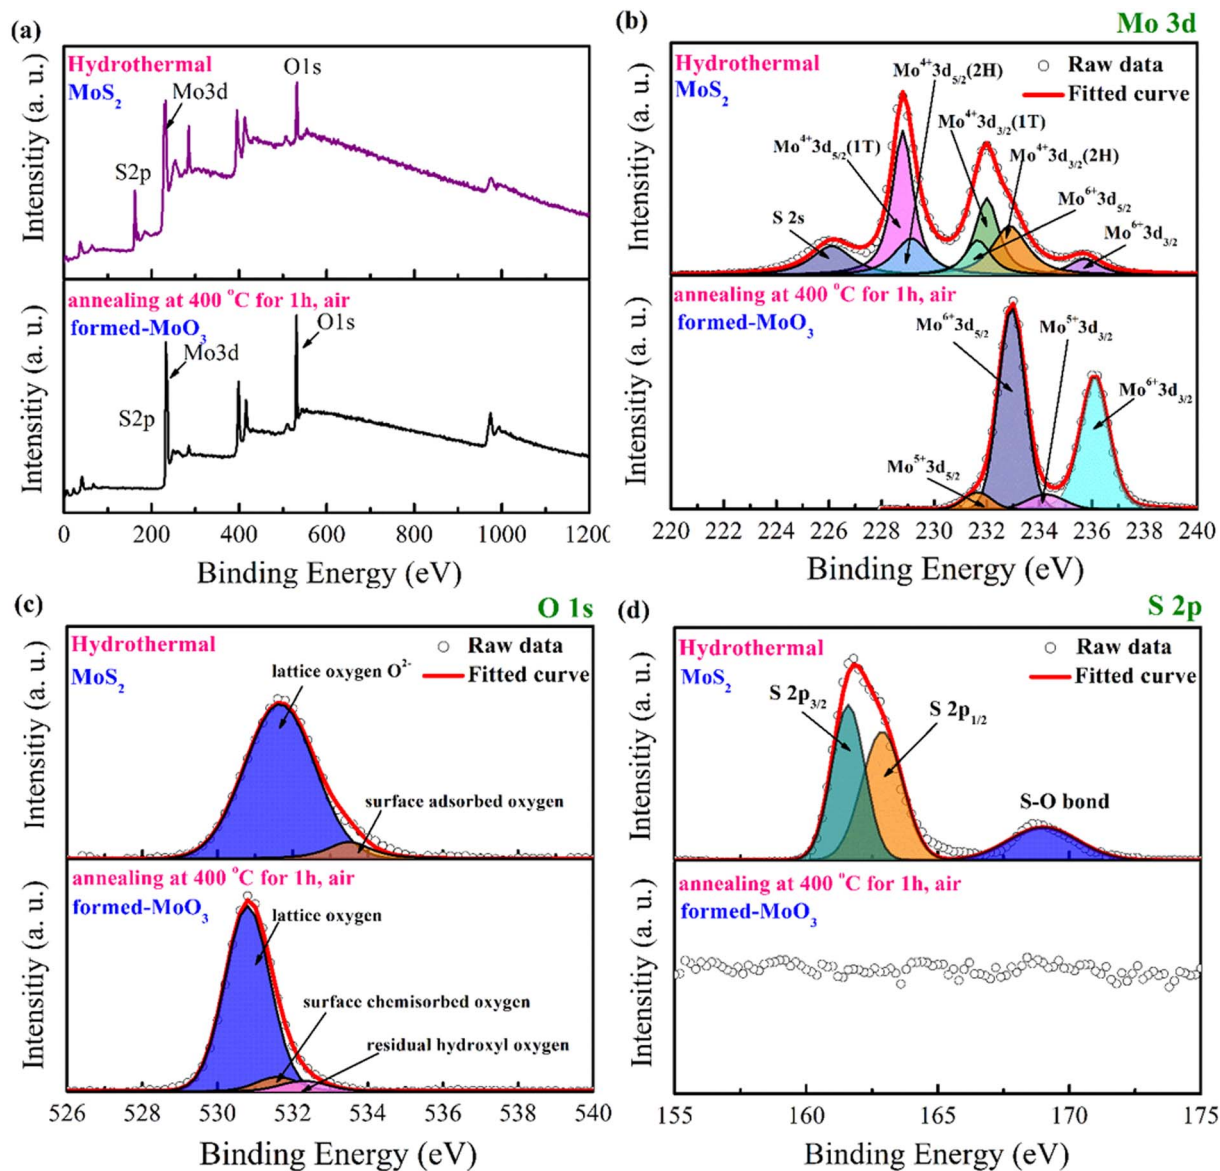 (a)
Intensitiy (a. u.)
Hydrothermal
MoS₂
S2p
Mo3d
O1s
Intensitiy (a. u.)
annealing at 400 °C for 1h, air
formed-MoO₃
S2p
Mo3d
O1s
0 200 400 600 800 1000 1200
Binding Energy (eV)
(b)
Mo 3d
Intensitiy (a. u.)
Hydrothermal
MoS₂
Raw data
Fitted curve
Mo⁴⁺3d₅/₂(2H)
Mo⁴⁺3d₃/₂(1T)
Mo⁴⁺3d₅/₂(1T)
Mo⁴⁺3d₃/₂(2H)
Mo⁶⁺3d₅/₂
S 2s
Mo⁶⁺3d₃/₂
Intensitiy (a. u.)
annealing at 400 °C for 1h, air
formed-MoO₃
Mo⁶⁺3d₅/₂
Mo⁵⁺3d₃/₂
Mo⁶⁺3d₃/₂
Mo⁵⁺3d₅/₂
220 222 224 226 228 230 232 234 236 238 240
Binding Energy (eV)
(c)
O 1s
Intensitiy (a. u.)
Hydrothermal
MoS₂
Raw data
Fitted curve
lattice oxygen O²⁻
surface adsorbed oxygen
Intensitiy (a. u.)
annealing at 400 °C for 1h, air
formed-MoO₃
lattice oxygen
surface chemisorbed oxygen
residual hydroxyl oxygen
526 528 530 532 534 536 538 540
Binding Energy (eV)
(d)
S 2p
Intensitiy (a. u.)
Hydrothermal
MoS₂
Raw data
Fitted curve
S 2p₃/₂
S 2p₁/₂
S-O bond
Intensitiy (a. u.)
annealing at 400 °C for 1h, air
formed-MoO₃
155 160 165 170 175
Binding Energy (eV)